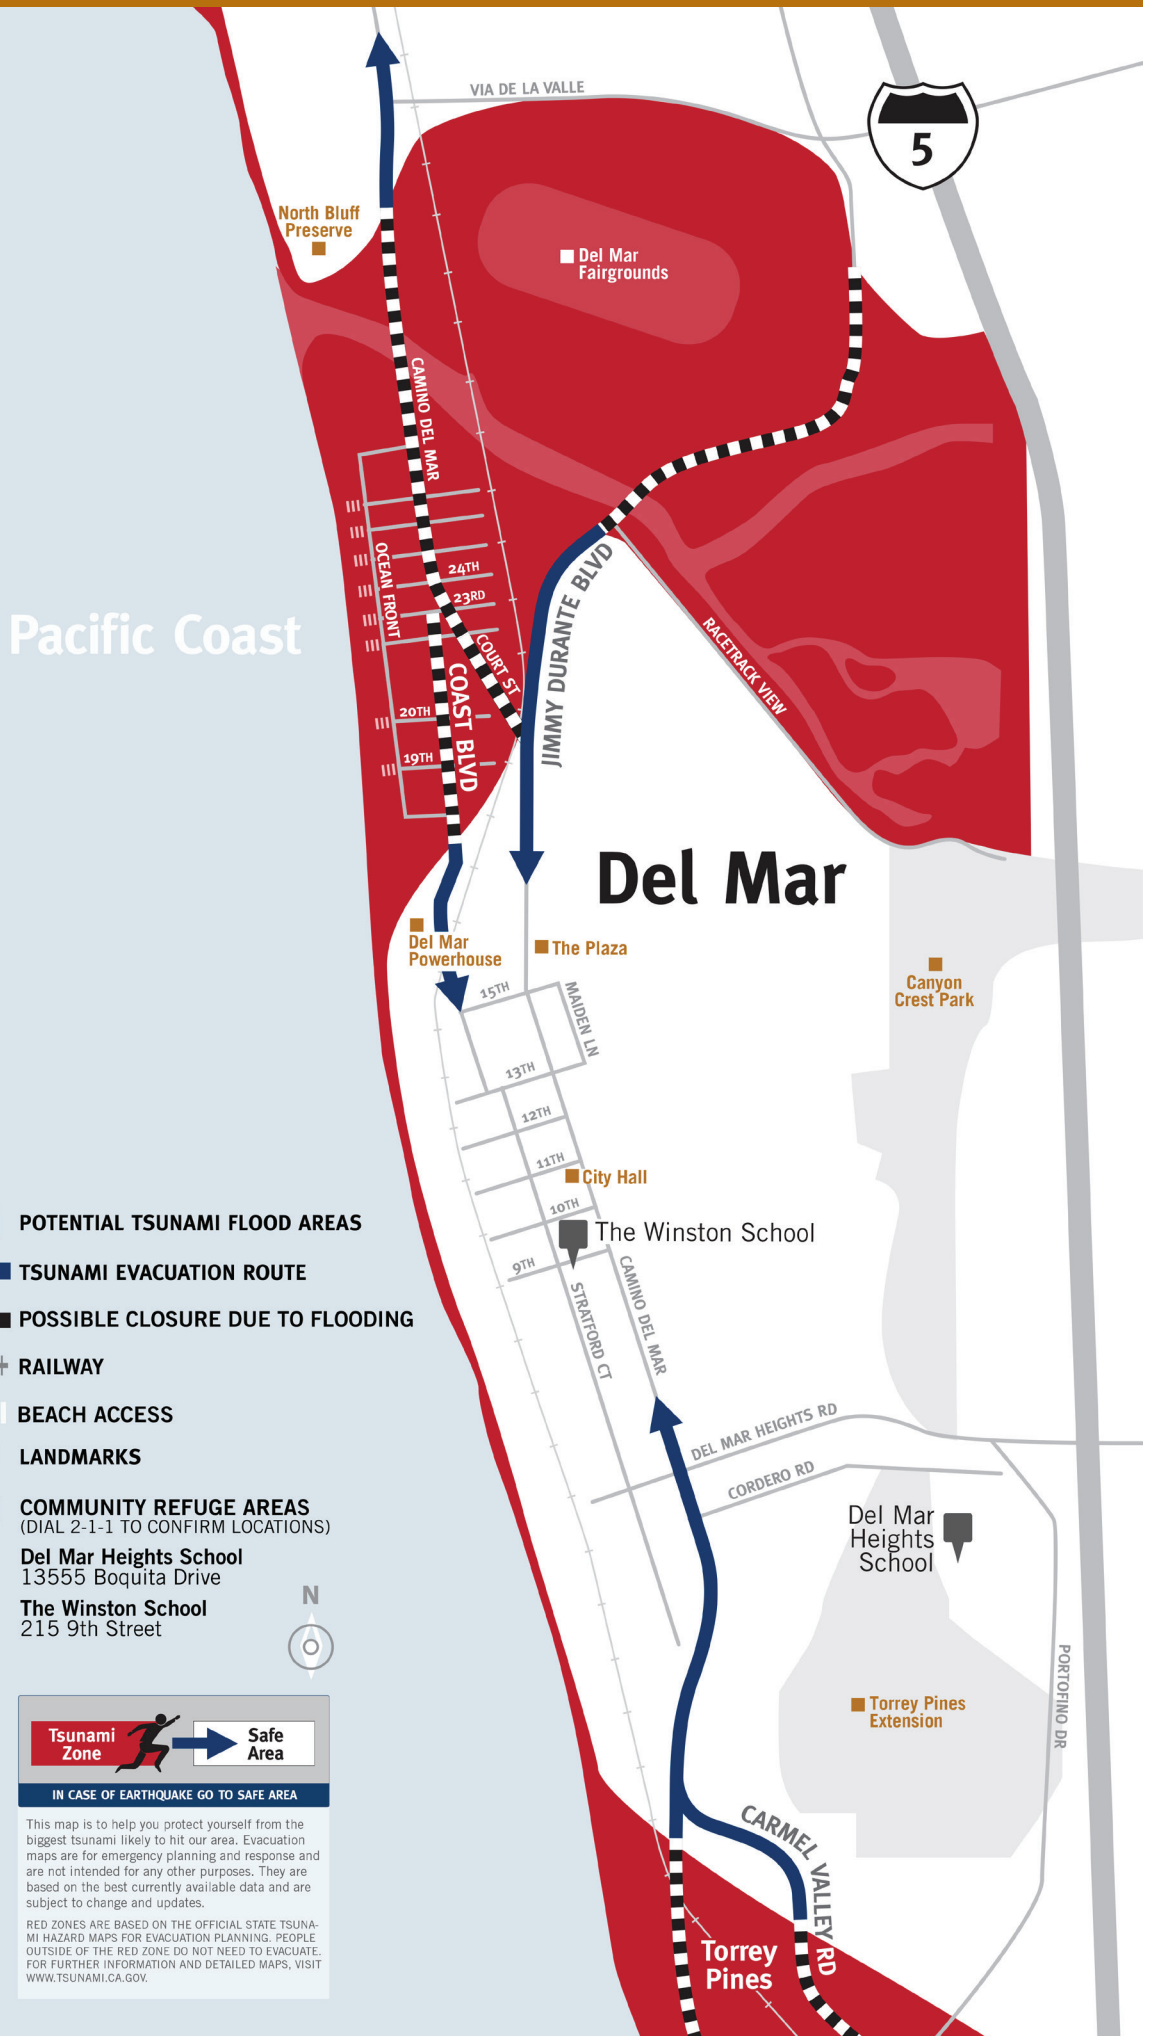 VIA DE LA VALLE
5
North Bluff
Preserve
Del Mar
Fairgrounds
CAMINO DEL MAR
OCEAN FRONT
24TH
23RD
COURT ST
JIMMY DURANTE BLVD
RACETRACK VIEW
Pacific Coast
COAST BLVD
20TH
19TH
Del Mar
Del Mar
Powerhouse
The Plaza
Canyon
Crest Park
15TH
MAIDEN LN
13TH
12TH
11TH
City Hall
10TH
The Winston School
9TH
STRATFORD CT
CAMINO DEL MAR
DEL MAR HEIGHTS RD
CORDERO RD
Del Mar
Heights
School
PORTOFINO DR
Torrey Pines
Extension
CARMEL VALLEY RD
Torrey
Pines
POTENTIAL TSUNAMI FLOOD AREAS
TSUNAMI EVACUATION ROUTE
POSSIBLE CLOSURE DUE TO FLOODING
RAILWAY
BEACH ACCESS
LANDMARKS
COMMUNITY REFUGE AREAS
(DIAL 2-1-1 TO CONFIRM LOCATIONS)
Del Mar Heights School
13555 Boquita Drive
The Winston School
215 9th Street
N
Tsunami
Zone
Safe
Area
IN CASE OF EARTHQUAKE GO TO SAFE AREA
This map is to help you protect yourself from the
biggest tsunami likely to hit our area. Evacuation
maps are for emergency planning and response and
are not intended for any other purposes. They are
based on the best currently available data and are
subject to change and updates.
RED ZONES ARE BASED ON THE OFFICIAL STATE TSUNA-
MI HAZARD MAPS FOR EVACUATION PLANNING. PEOPLE
OUTSIDE OF THE RED ZONE DO NOT NEED TO EVACUATE.
FOR FURTHER INFORMATION AND DETAILED MAPS, VISIT
WWW.TSUNAMI.CA.GOV.